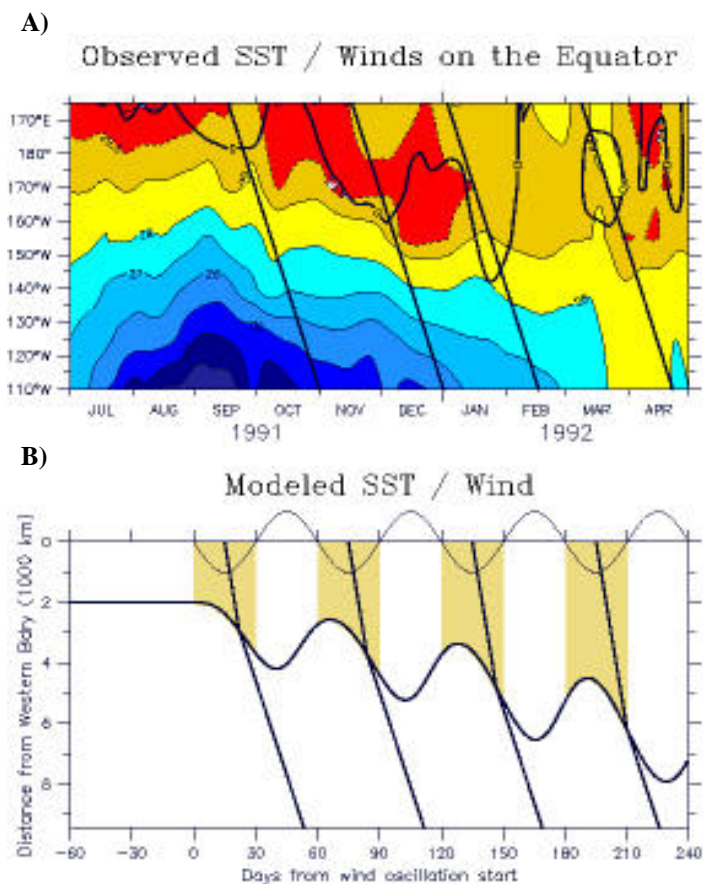 A)
Observed SST / Winds on the Equator
170°E
180°
170°W
160°W
150°W
140°W
130°W
120°W
110°W
JUL AUG SEP OCT NOV DEC JAN FEB MAR APR
1991 1992
B)
Modeled SST / Wind
Distance from Western Bdry (1000 km)
0
2
4
6
8
-60 -30 0 30 60 90 120 150 180 210 240
Days from wind oscillation start